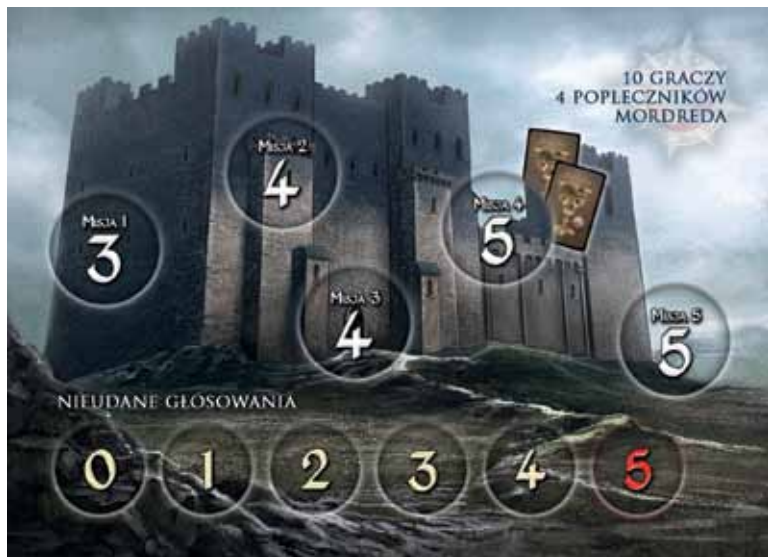 10 GRACZY
4 POPLECZNIKÓW
MORDREDA
MISJA 1
3
MISJA 2
4
MISJA 3
4
MISJA 4
5
MISJA 5
5
NIEUDANE GŁOSOWANIA
0 1 2 3 4 5